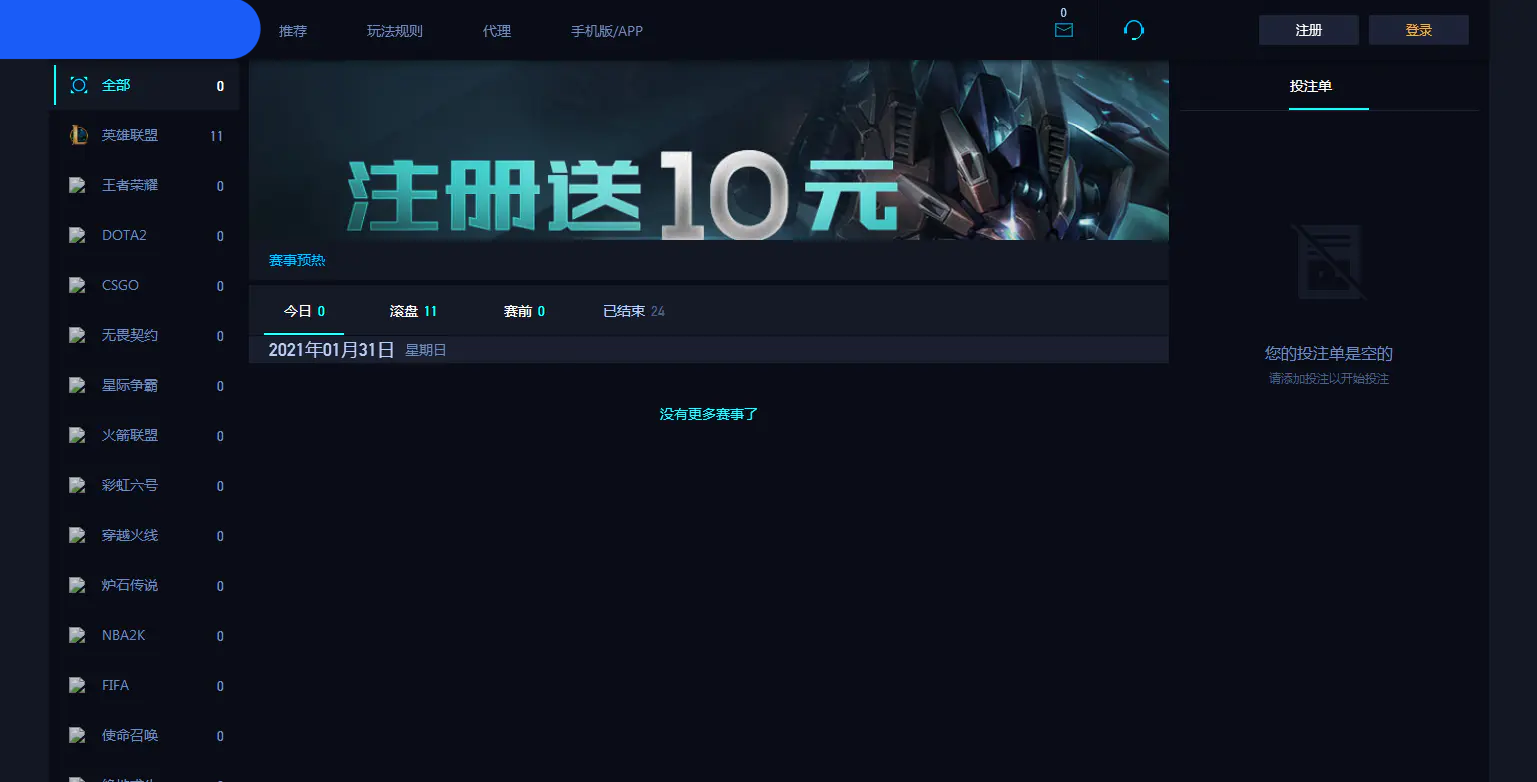 推荐 玩法规则 代理 手机版/APP 0 注册 登录
全部 0
英雄联盟 11
王者荣耀 0
DOTA2 0
CSGO 0
无畏契约 0
星际争霸 0
火箭联盟 0
彩虹六号 0
穿越火线 0
炉石传说 0
NBA2K 0
FIFA 0
使命召唤 0
注册送10元
赛事预热
今日 0 滚盘 11 赛前 0 已结束 24
2021年01月31日 星期日
没有更多赛事了
投注单
您的投注单是空的
请添加投注以开始投注